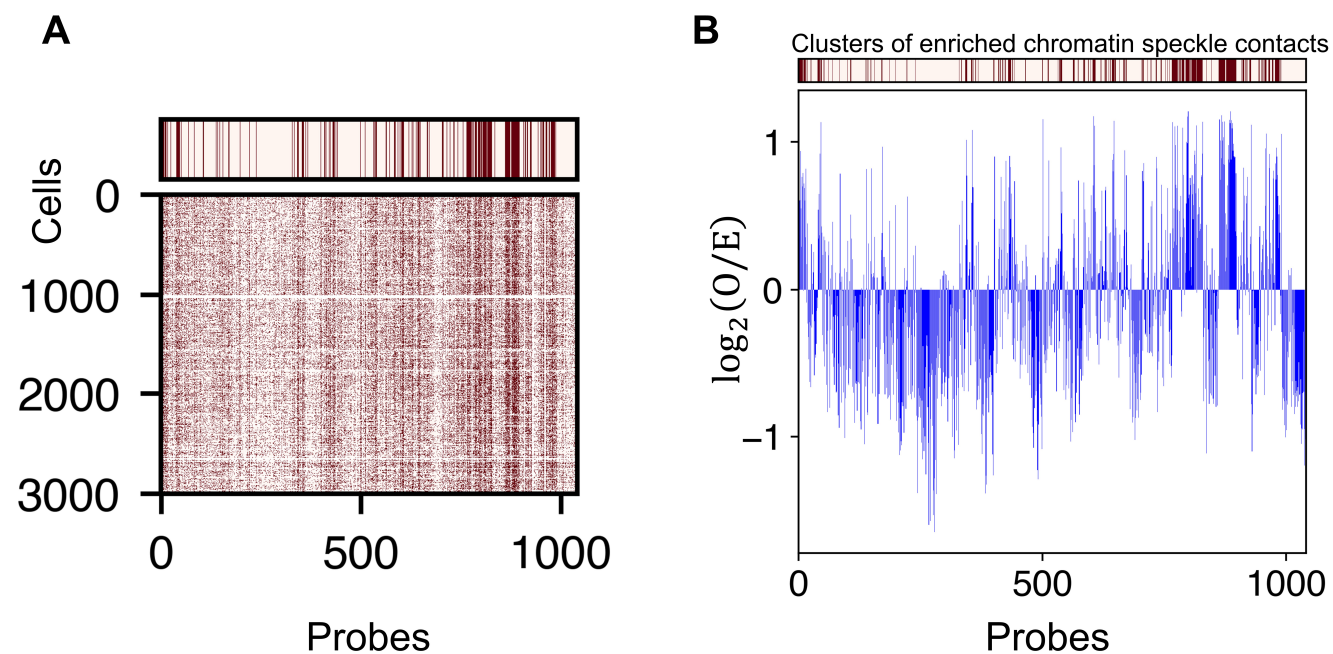 A
Cells
0
1000
2000
3000
0 500 1000
Probes
B
Clusters of enriched chromatin speckle contacts
log₂(O/E)
1
0
−1
0 500 1000
Probes